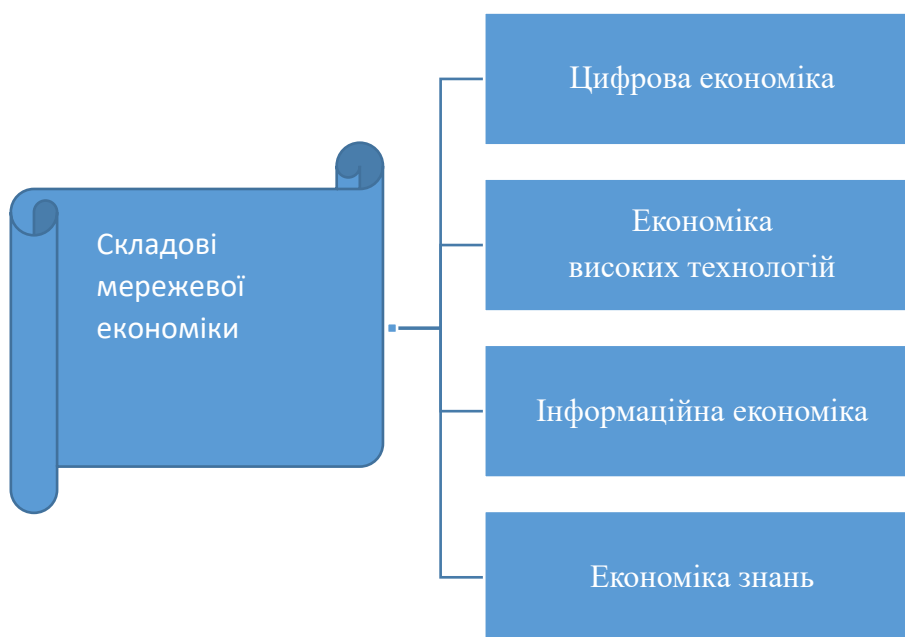 Складові
мережевої
економіки
Цифрова економіка
Економіка
високих технологій
Інформаційна економіка
Економіка знань